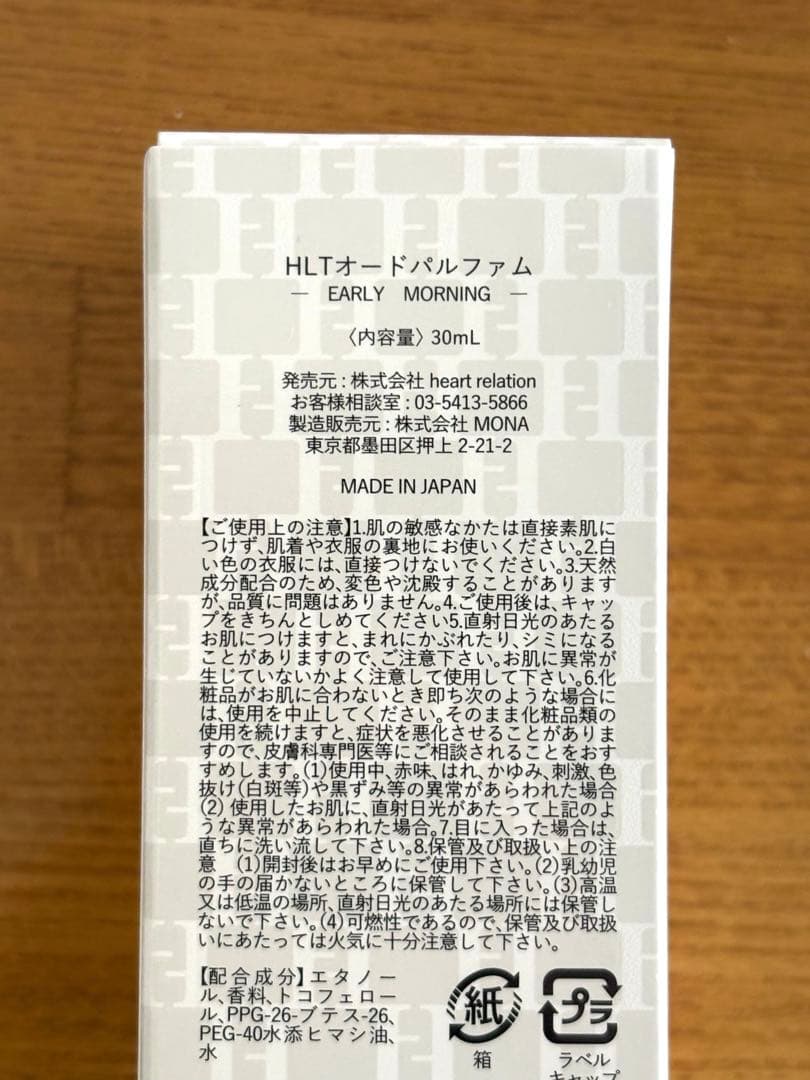 HLTオードパルファム
— EARLY MORNING —
〈内容量〉30mL
発売元：株式会社 heart relation
お客様相談室：03-5413-5866
製造販売元：株式会社 MONA
東京都墨田区押上 2-21-2
MADE IN JAPAN
【ご使用上の注意】1.肌の敏感なかたは直接素肌に
つけず、肌着や衣服の裏地にお使いください。2.白
い色の衣服には、直接つけないでください。3.天然
成分配合のため、変色や沈殿することがあります
が、品質に問題はありません。4.ご使用後は、キャッ
プをきちんとしめてください5.直射日光のあたる
お肌につけますと、まれにかぶれたり、シミになる
ことがありますので、ご注意下さい。お肌に異常が
生じていないかよく注意して使用して下さい。6.化
粧品がお肌に合わないとき即ち次のような場合に
は、使用を中止してください。そのまま化粧品類の
使用を続けますと、症状を悪化させることがありま
すので、皮膚科専門医等にご相談されることをおす
すめします。(1)使用中、赤味、はれ、かゆみ、刺激、色
抜け(白斑等)や黒ずみ等の異常があらわれた場合
(2) 使用したお肌に、直射日光があたって上記のよ
うな異常があらわれた場合。7.目に入った場合は、
直ちに洗い流して下さい。8.保管及び取扱い上の注
意　(1)開封後はお早めにご使用下さい。(2)乳幼児
の手の届かないところに保管して下さい。(3)高温
又は低温の場所、直射日光のあたる場所には保管し
ないで下さい。(4)可燃性であるので、保管及び取扱
いにあたっては火気に十分注意して下さい。
【配合成分】エタノー
ル、香料、トコフェロー
ル、PPG-26-ブテス-26、
PEG-40水添ヒマシ油、
水
紙
箱
プラ
ラベル
キャップ